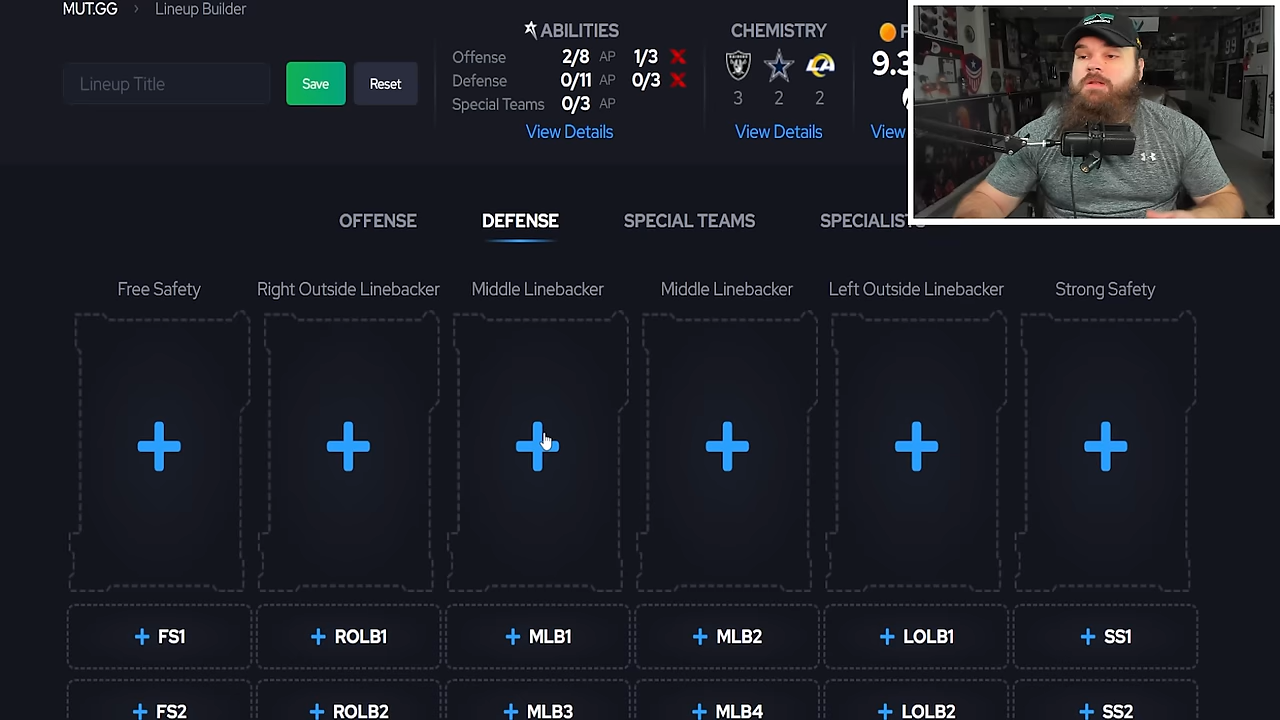 MUT.GG > Lineup Builder
ABILITIES
CHEMISTRY
Offense 2/8 AP 1/3
9.3
Lineup Title
Save
Reset
Defense 0/11 AP 0/3
3 2 2
Special Teams 0/3 AP
View Details
View Details
View
OFFENSE
DEFENSE
SPECIAL TEAMS
SPECIALISTS
Free Safety
Right Outside Linebacker
Middle Linebacker
Middle Linebacker
Left Outside Linebacker
Strong Safety
FS1
ROLB1
MLB1
MLB2
LOLB1
SS1
FS2
ROLB2
MLB3
MLB4
LOLB2
SS2